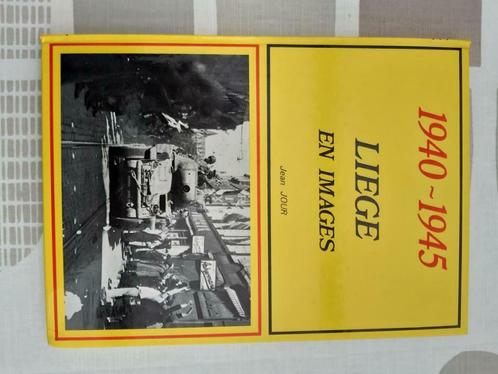 1940~1945
LIEGE
EN IMAGES
Jean JOUR